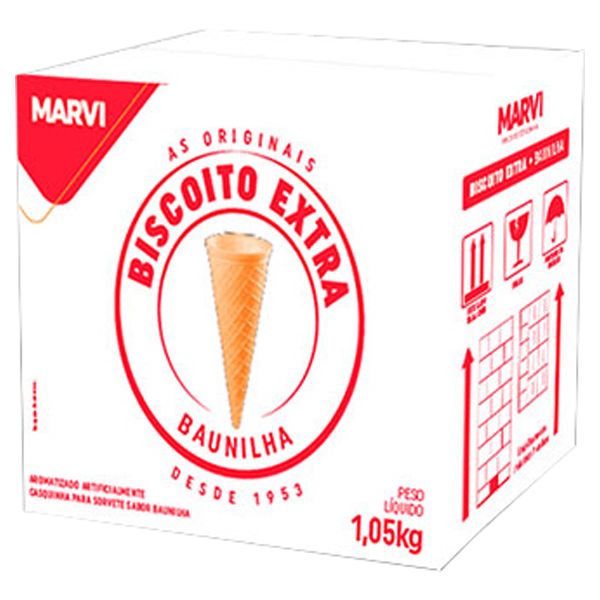 MARVI
AS ORIGINAIS
BISCOITO EXTRA
BAUNILHA
DESDE 1953
AROMATIZADO ARTIFICIALMENTE
CASQUINHA PARA SORVETE SABOR BAUNILHA
PESO
LÍQUIDO
1,05kg
MARVI
BISCOITO EXTRA • BAUNILHA